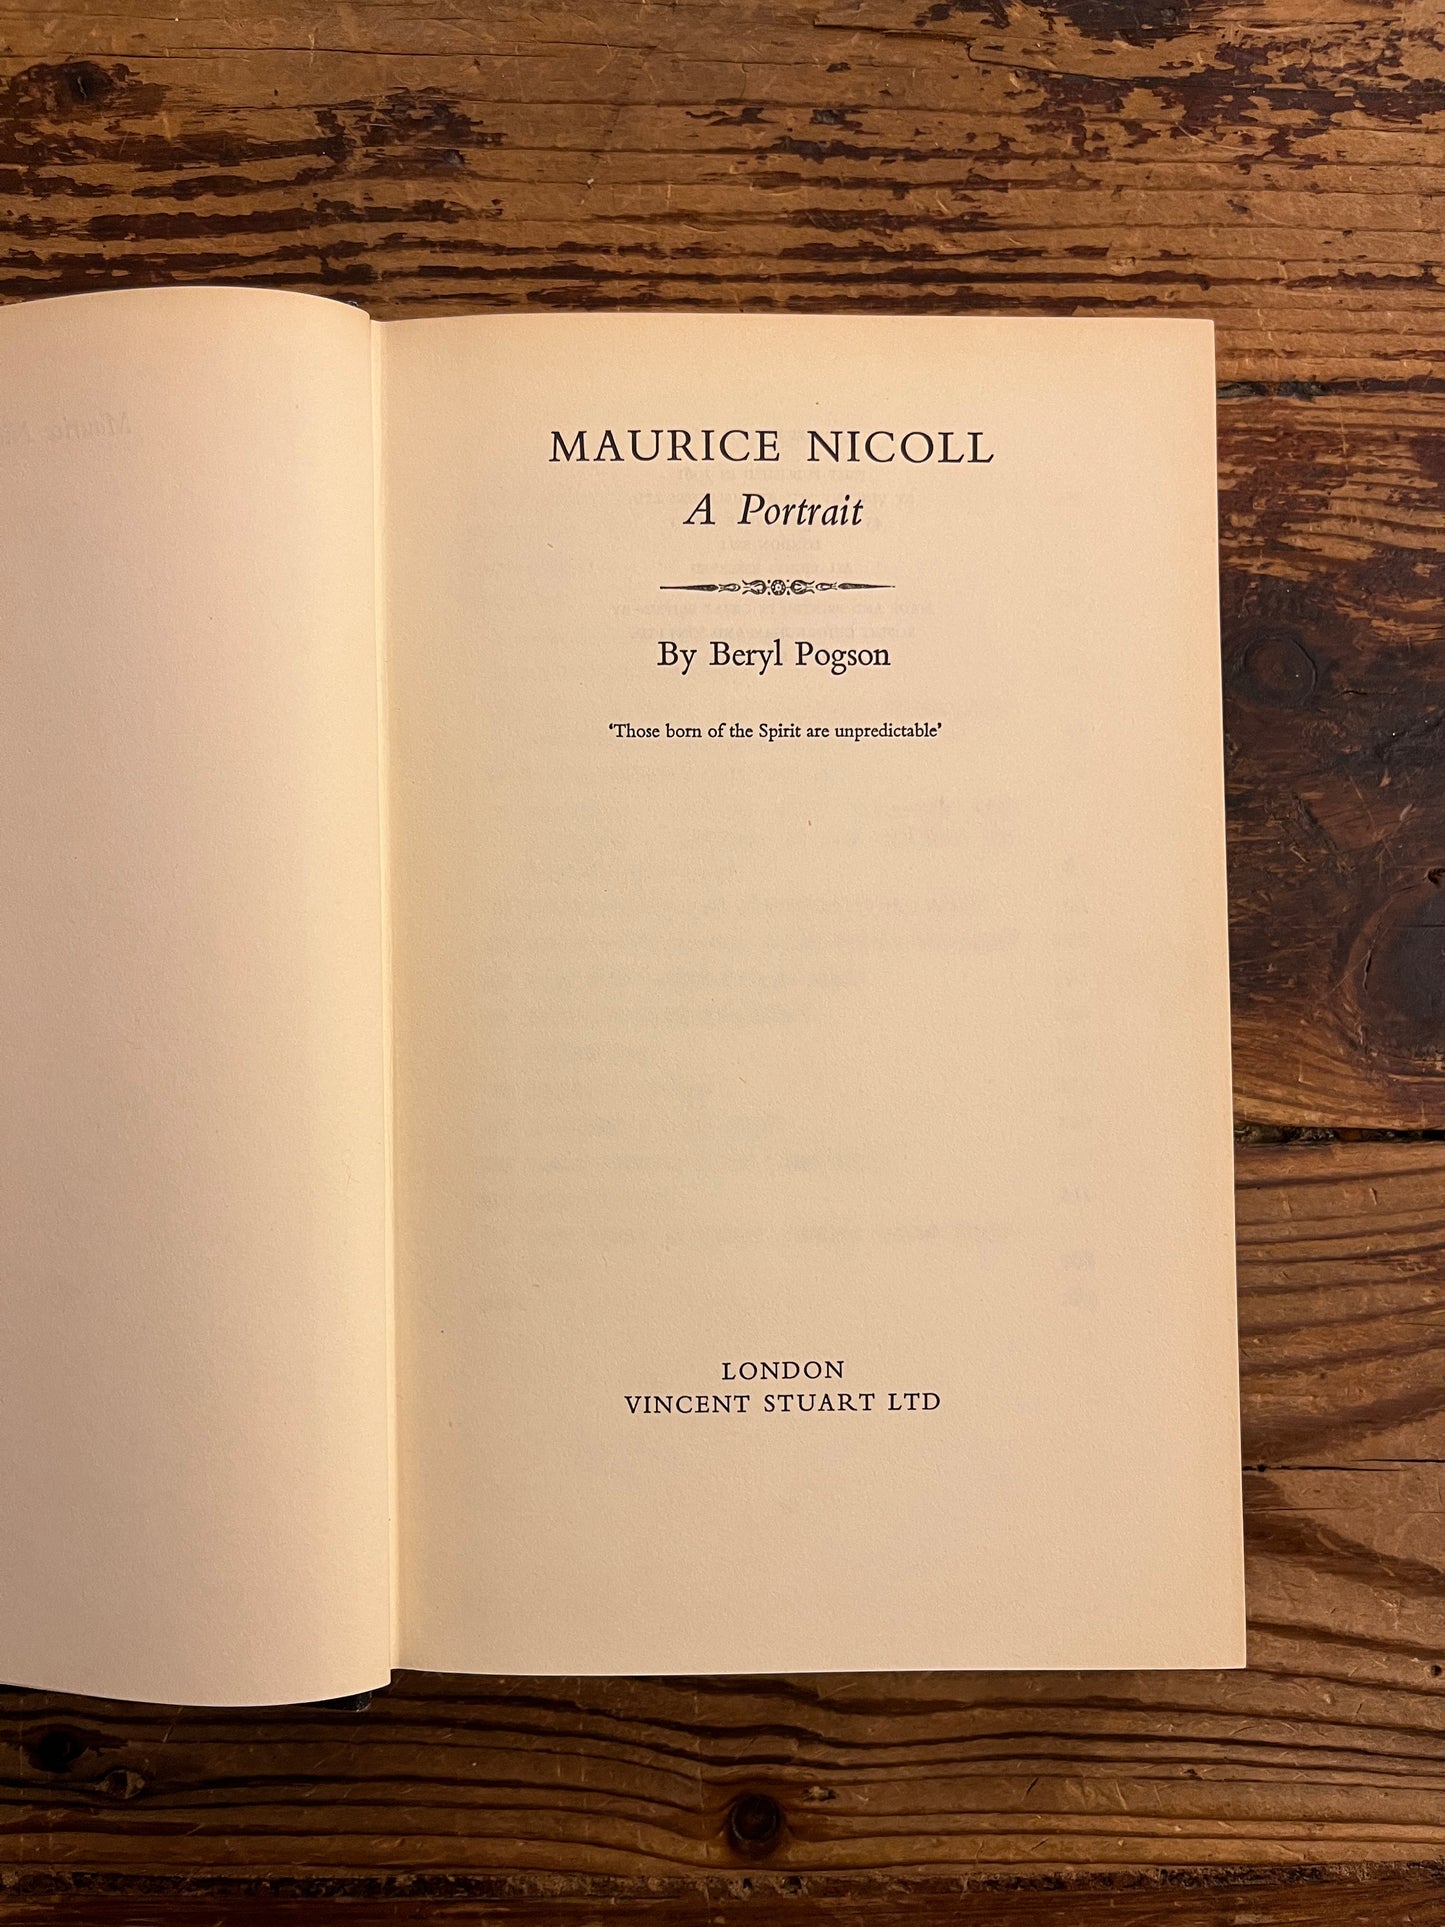 MAURICE NICOLL
A Portrait
By Beryl Pogson
‘Those born of the Spirit are unpredictable’
LONDON
VINCENT STUART LTD